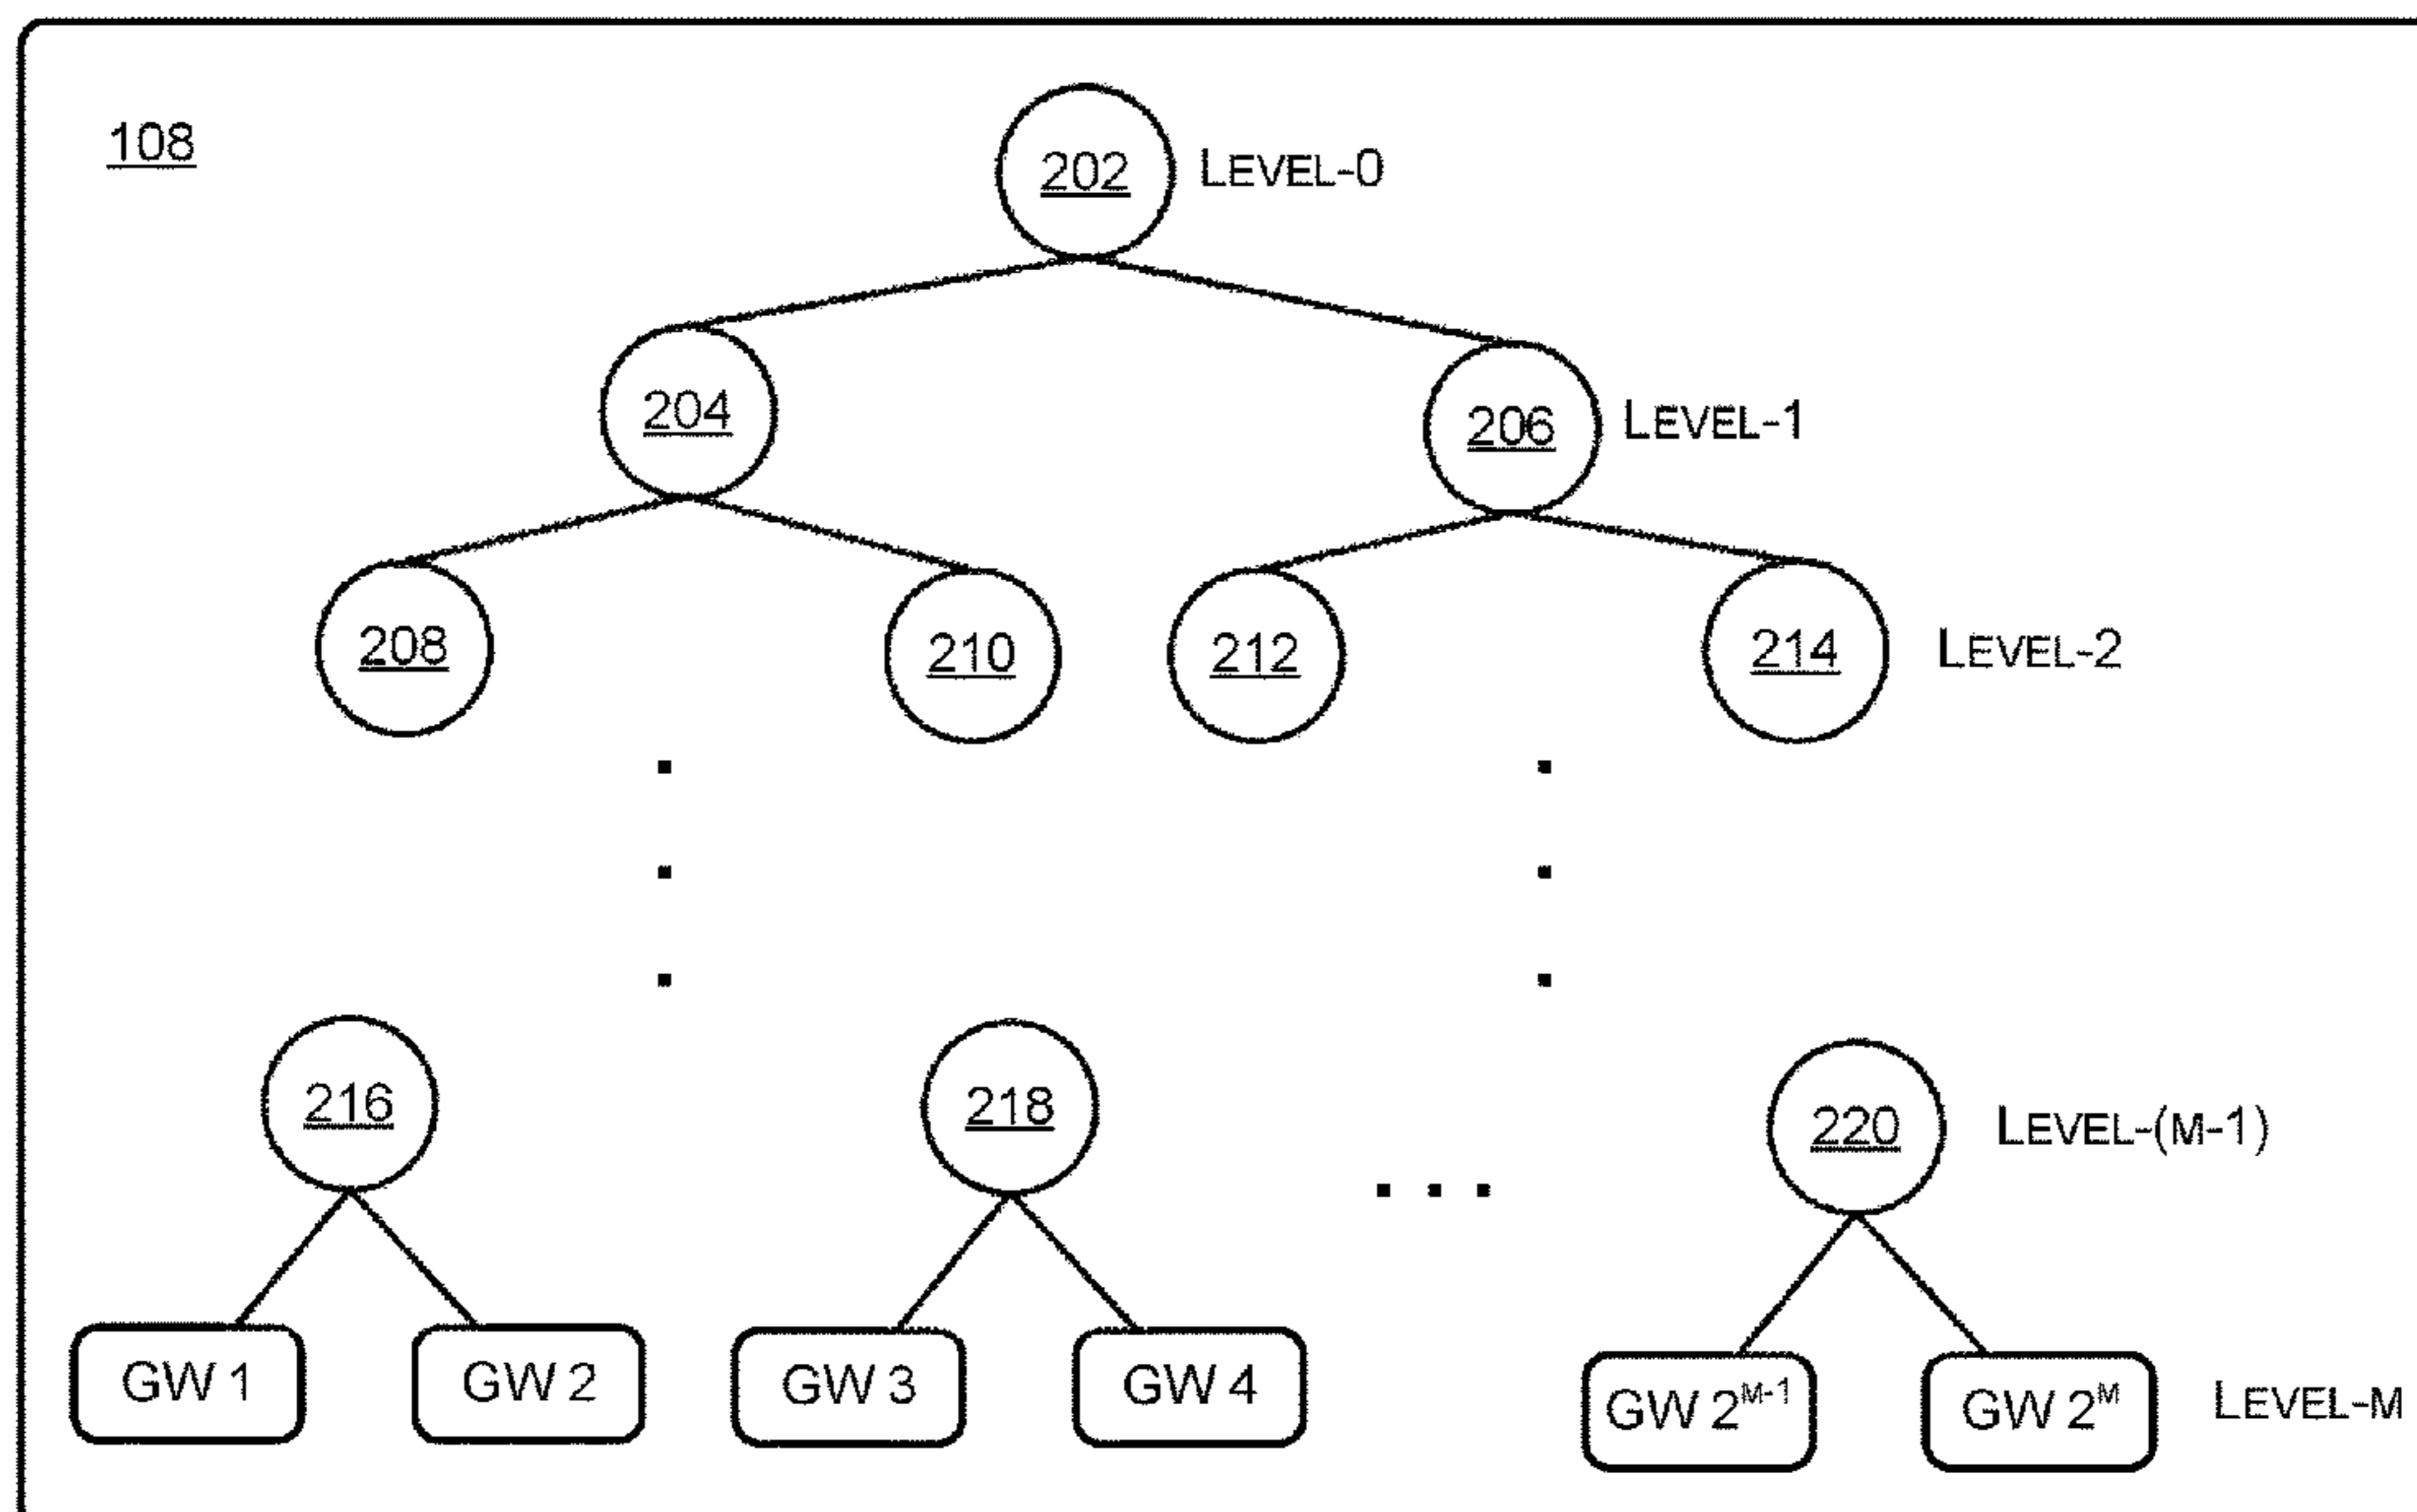 108
202 LEVEL-0
204 206 LEVEL-1
208 210 212 214 LEVEL-2
216 218 220 LEVEL-(M-1)
GW 1 GW 2 GW 3 GW 4 GW 2^M-1 GW 2^M LEVEL-M